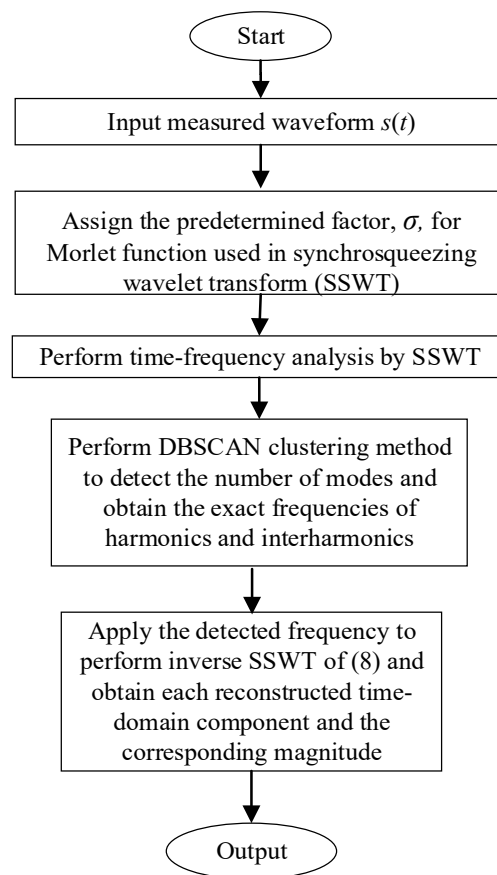 Start
Input measured waveform s(t)
Assign the predetermined factor, σ, for
Morlet function used in synchrosqueezing
wavelet transform (SSWT)
Perform time-frequency analysis by SSWT
Perform DBSCAN clustering method
to detect the number of modes and
obtain the exact frequencies of
harmonics and interharmonics
Apply the detected frequency to
perform inverse SSWT of (8) and
obtain each reconstructed time-
domain component and the
corresponding magnitude
Output